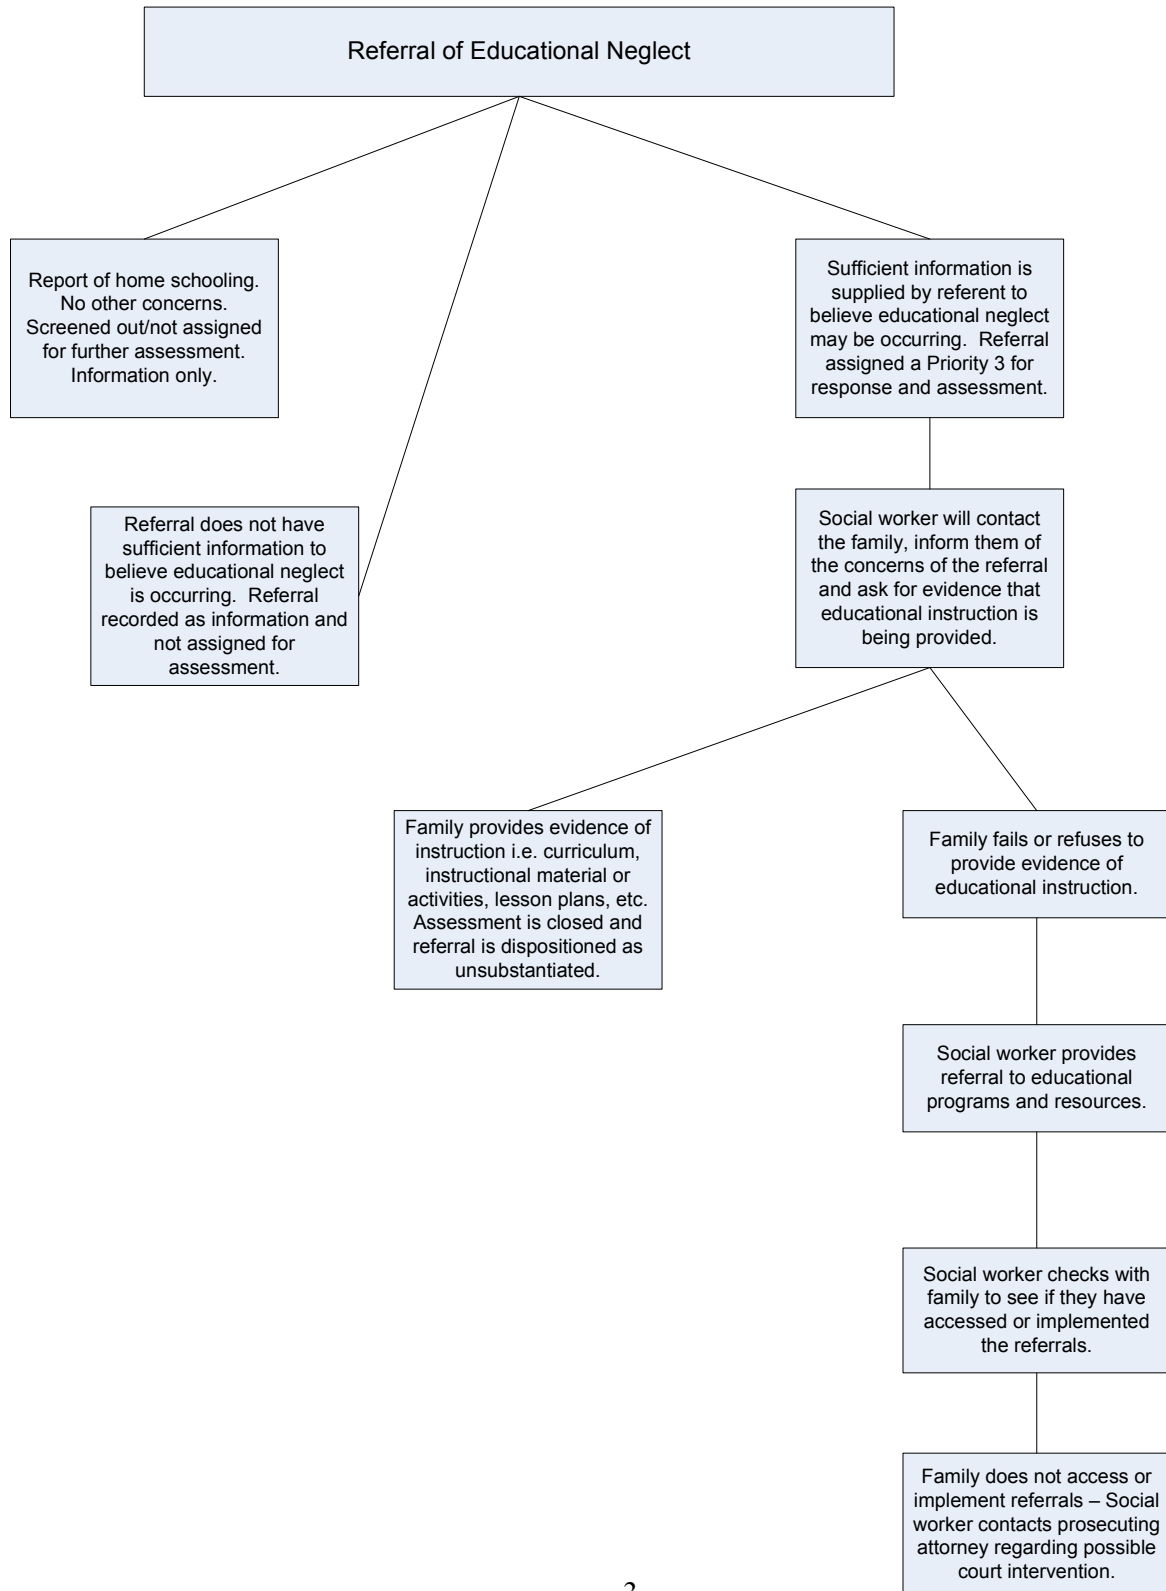 Referral of Educational Neglect
Report of home schooling.
No other concerns.
Screened out/not assigned
for further assessment.
Information only.
Sufficient information is
supplied by referent to
believe educational neglect
may be occurring.  Referral
assigned a Priority 3 for
response and assessment.
Referral does not have
sufficient information to
believe educational neglect
is occurring.  Referral
recorded as information and
not assigned for
assessment.
Social worker will contact
the family, inform them of
the concerns of the referral
and ask for evidence that
educational instruction is
being provided.
Family provides evidence of
instruction i.e. curriculum,
instructional material or
activities, lesson plans, etc.
Assessment is closed and
referral is dispositioned as
unsubstantiated.
Family fails or refuses to
provide evidence of
educational instruction.
Social worker provides
referral to educational
programs and resources.
Social worker checks with
family to see if they have
accessed or implemented
the referrals.
Family does not access or
implement referrals – Social
worker contacts prosecuting
attorney regarding possible
court intervention.